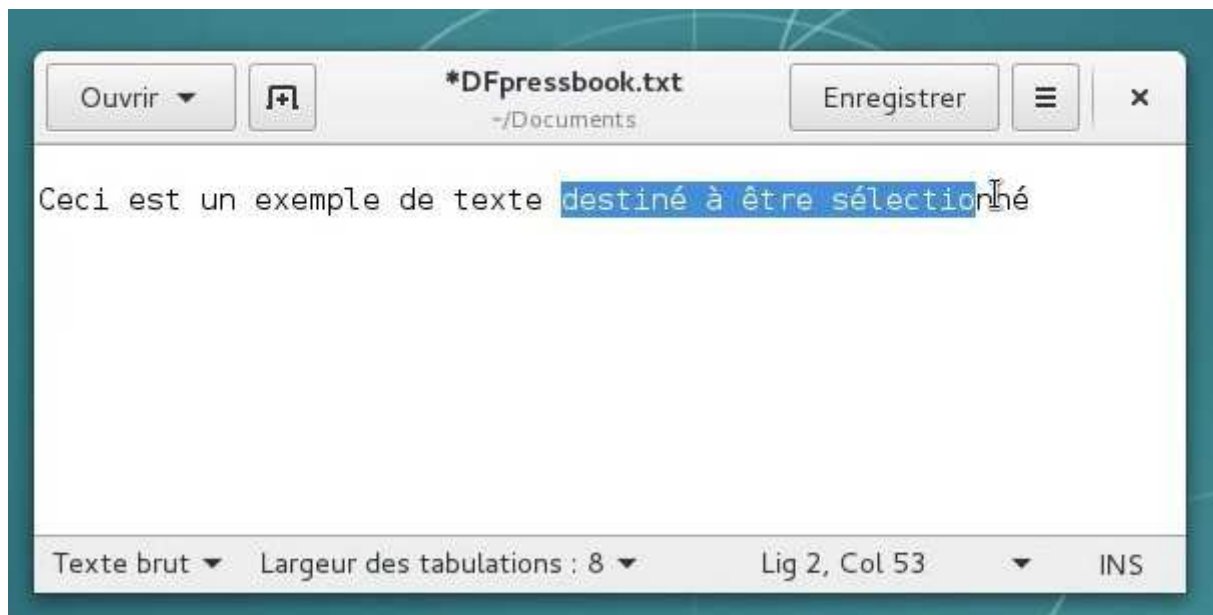 Ouvrir
*DFpressbook.txt
~/Documents
Enregistrer
Ceci est un exemple de texte destiné à être sélectionné
Texte brut Largeur des tabulations : 8 Lig 2, Col 53 INS